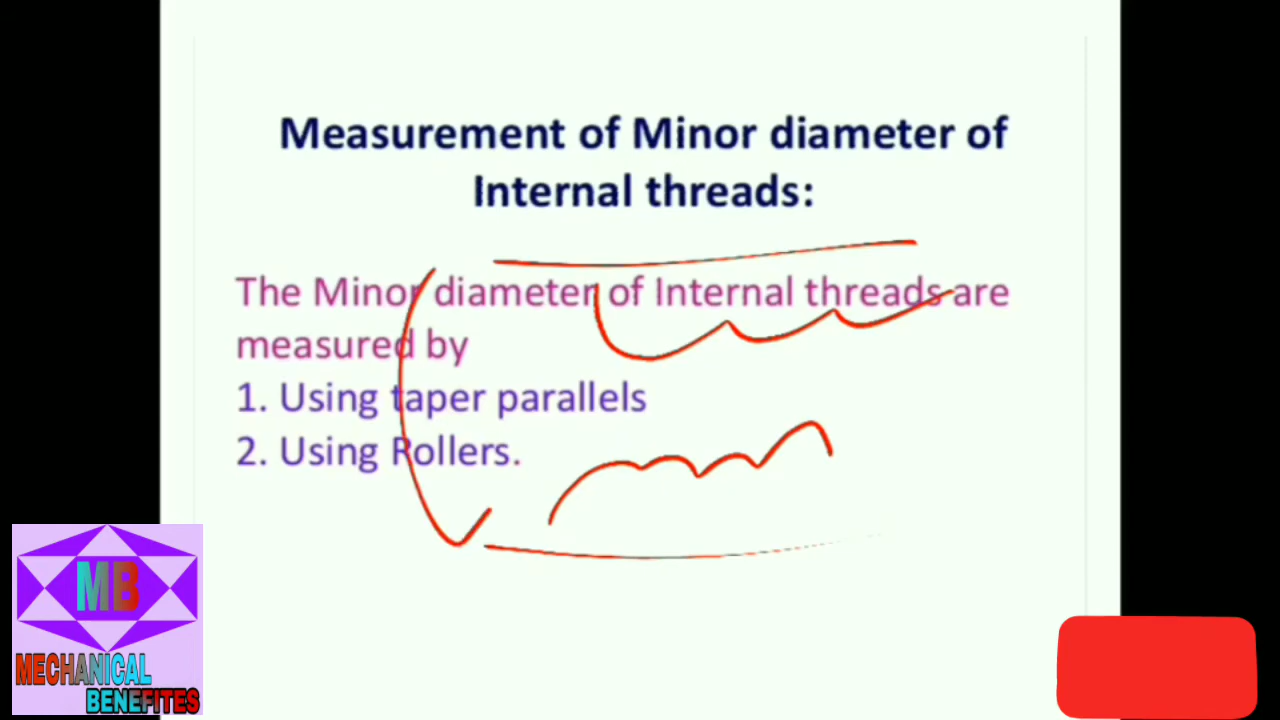 Measurement of Minor diameter of
Internal threads:
The Minor diameter of Internal threads are
measured by
1. Using taper parallels
2. Using Rollers.
MB
MECHANICAL
BENEFITES